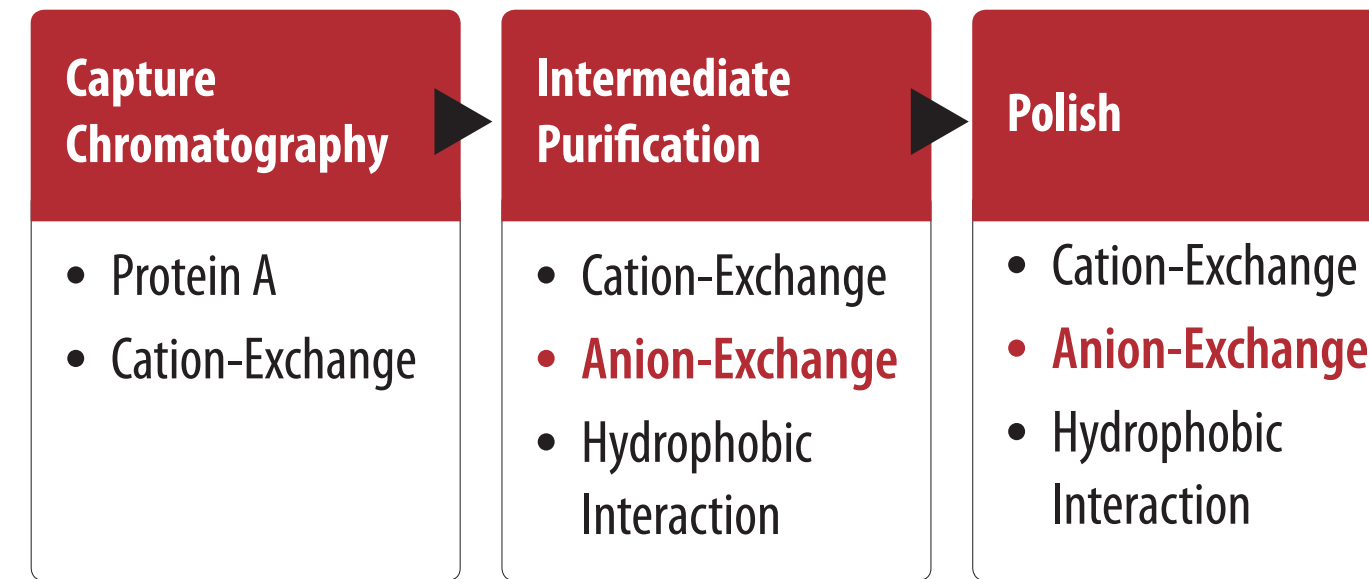 Capture
Chromatography
• Protein A
• Cation-Exchange
Intermediate
Purification
• Cation-Exchange
• Anion-Exchange
• Hydrophobic
Interaction
Polish
• Cation-Exchange
• Anion-Exchange
• Hydrophobic
Interaction